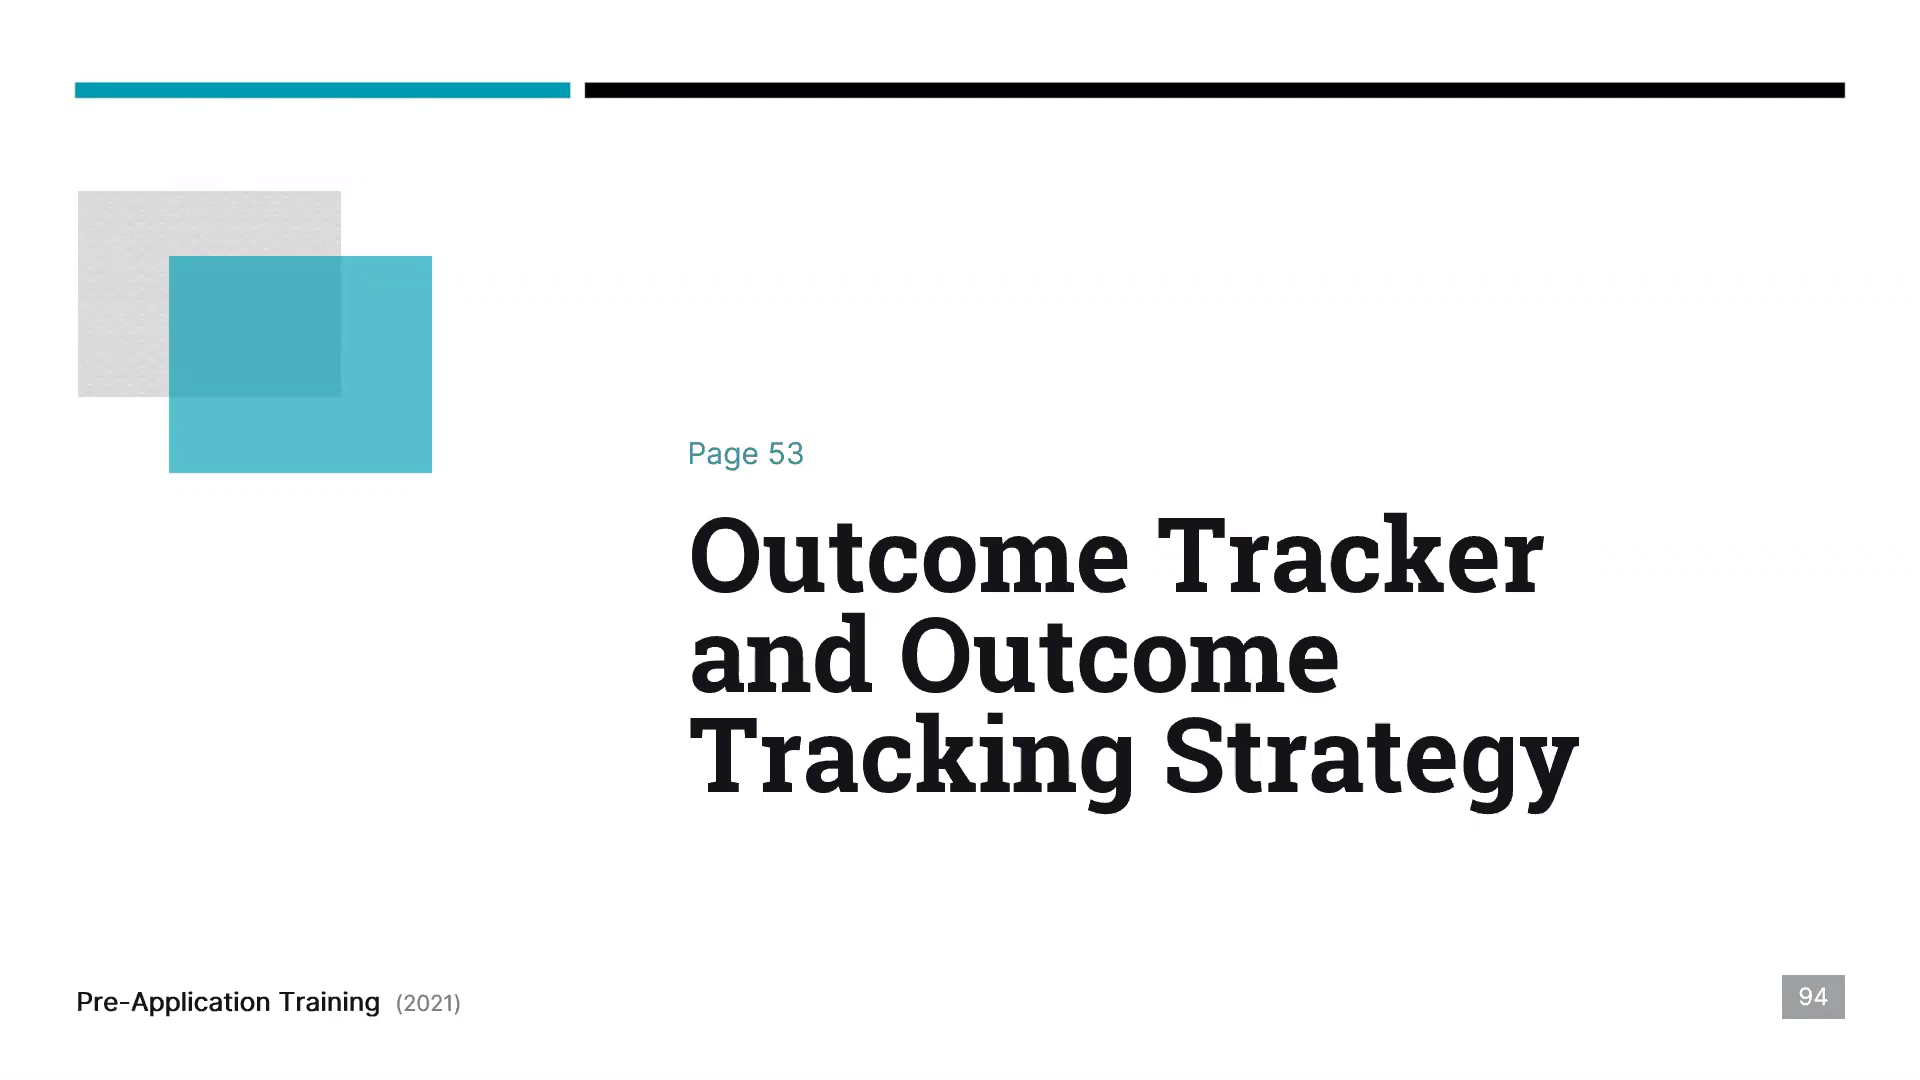 Page 53
Outcome Tracker
and Outcome
Tracking Strategy
Pre-Application Training (2021)
94